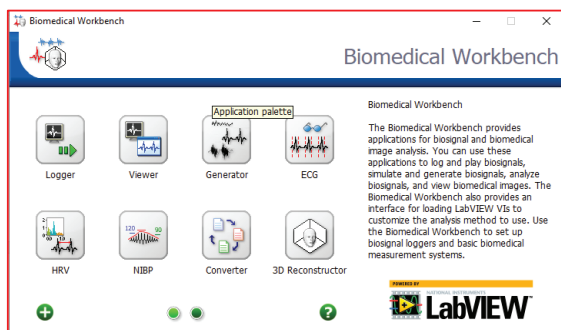 Biomedical Workbench
Biomedical Workbench
Application palette
Logger
Viewer
Generator
ECG
HRV
120
90
NIBP
Converter
3D Reconstructor
Biomedical Workbench
The Biomedical Workbench provides
applications for biosignal and biomedical
image analysis. You can use these
applications to log and play biosignals,
simulate and generate biosignals, analyze
biosignals, and view biomedical images. The
Biomedical Workbench also provides an
interface for loading LabVIEW VIs to
customize the analysis method to use. Use
the Biomedical Workbench to set up
biosignal loggers and basic biomedical
measurement systems.
POWERED BY
NATIONAL INSTRUMENTS
LabVIEW